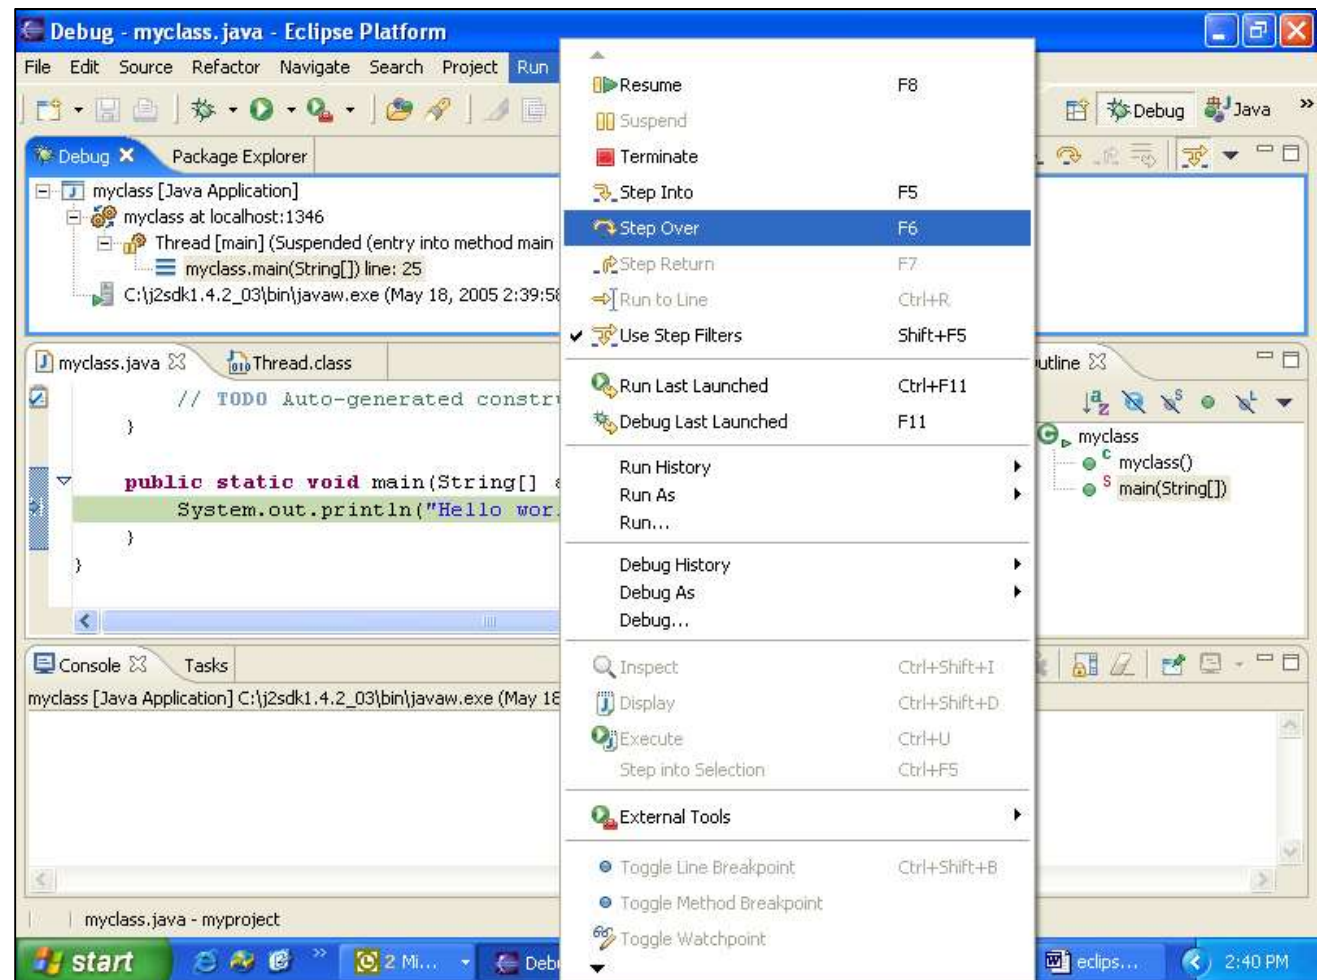 Debug - myclass.java - Eclipse Platform
File Edit Source Refactor Navigate Search Project Run
Debug Java »
Debug Package Explorer
myclass [Java Application]
myclass at localhost:1346
Thread [main] (Suspended (entry into method main
myclass.main(String[]) line: 25
C:\j2sdk1.4.2_03\bin\javaw.exe (May 18, 2005 2:39:58
Resume F8
Suspend
Terminate
Step Into F5
Step Over F6
Step Return F7
Run to Line Ctrl+R
Use Step Filters Shift+F5
Run Last Launched Ctrl+F11
Debug Last Launched F11
Run History
Run As
Run...
Debug History
Debug As
Debug...
Inspect Ctrl+Shift+I
Display Ctrl+Shift+D
Execute Ctrl+U
Step into Selection Ctrl+F5
External Tools
Toggle Line Breakpoint Ctrl+Shift+B
Toggle Method Breakpoint
Toggle Watchpoint
myclass.java Thread.class
// TODO Auto-generated constr
}
public static void main(String[]
System.out.println("Hello wor
}
}
utline
myclass
myclass()
main(String[])
Console Tasks
myclass [Java Application] C:\j2sdk1.4.2_03\bin\javaw.exe (May 18
myclass.java - myproject
start » 2 Mi... Deb eclips... 2:40 PM